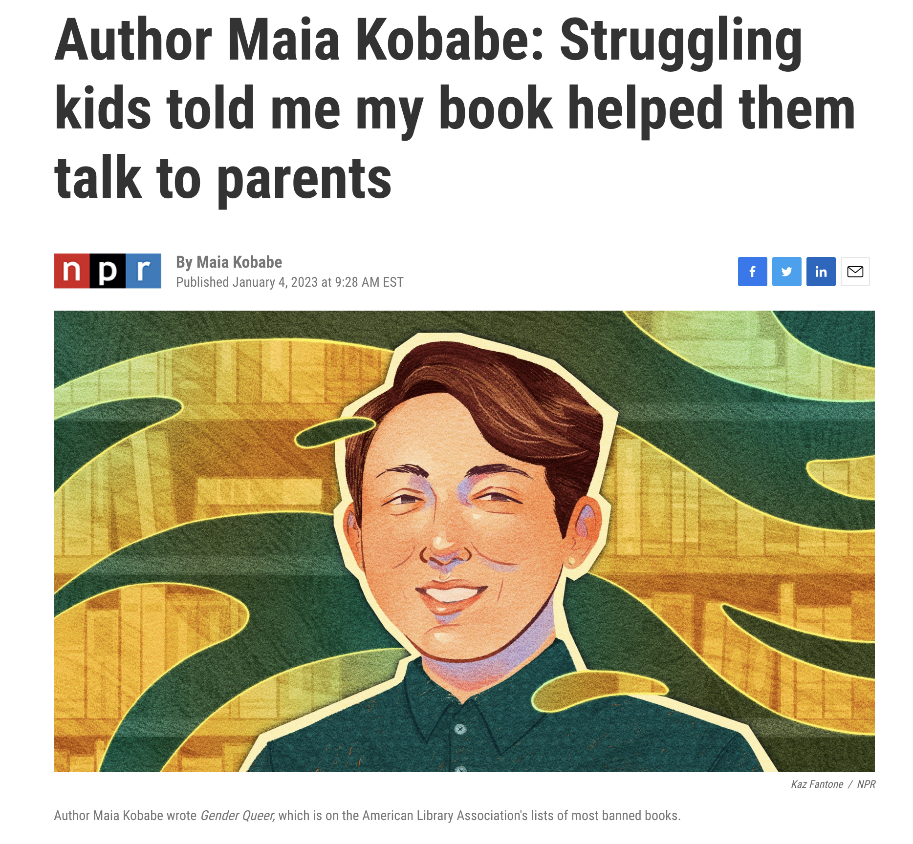 Author Maia Kobabe: Struggling
kids told me my book helped them
talk to parents
npr
By Maia Kobabe
Published January 4, 2023 at 9:28 AM EST
f
in
Kaz Fantone / NPR
Author Maia Kobabe wrote Gender Queer, which is on the American Library Association's lists of most banned books.